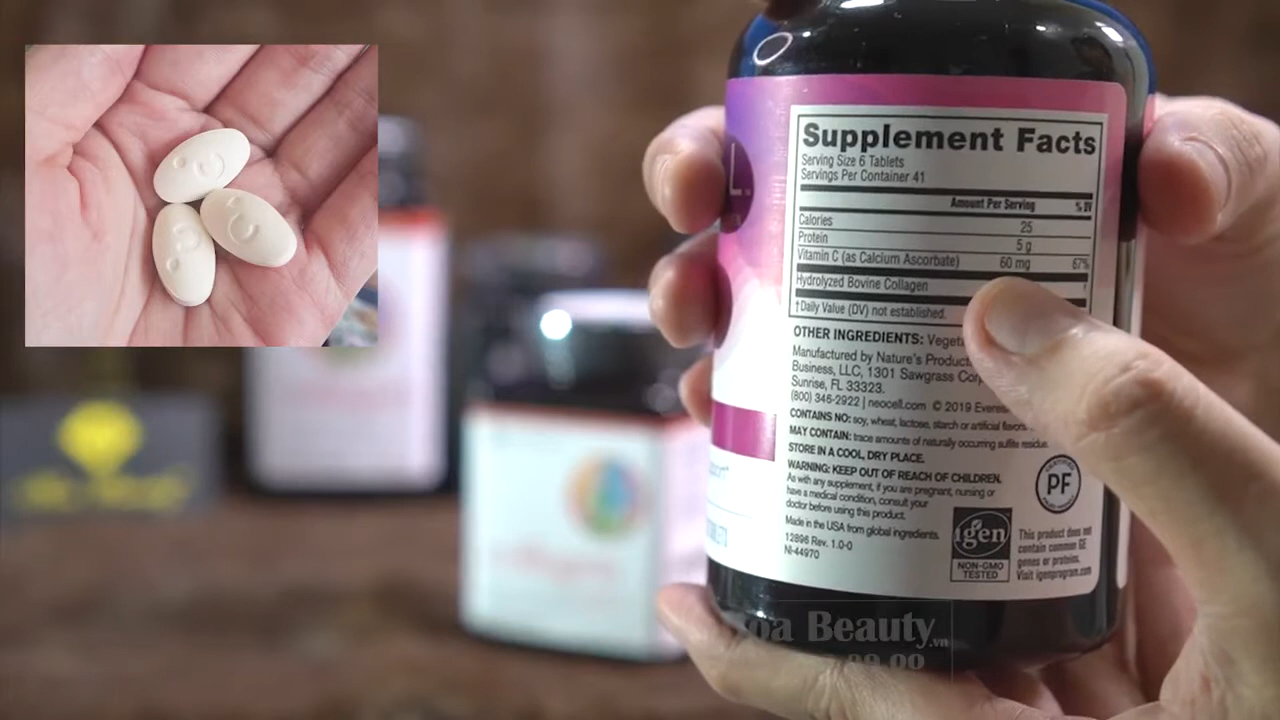 Supplement Facts
Serving Size 6 Tablets
Servings Per Container 41
Amount Per Serving % DV
Calories 25
Protein 5 g
Vitamin C (as Calcium Ascorbate) 60 mg 67%
Hydrolyzed Bovine Collagen †
†Daily Value (DV) not established.
OTHER INGREDIENTS:
Manufactured by Nature's
Business, LLC, 1301 Sawgrass
Sunrise, FL 33323.
(800) 346-2922 | neocell.com © 2019
CONTAINS NO: soy, wheat, lactose, starch or artificial
MAY CONTAIN: trace amounts of naturally occurring sulfite residue.
STORE IN A COOL, DRY PLACE.
WARNING: KEEP OUT OF REACH OF CHILDREN.
As with any supplement, if you are pregnant, nursing or
have a medical condition, consult your
doctor before using this product.
Made in the USA from global ingredients.
12896 Rev. 1.0-0
NI-44970
PF
igen
NON-GMO
TESTED
This product does not
contain common GE
genes or proteins.
Visit igenprogram.com
Beauty.vn